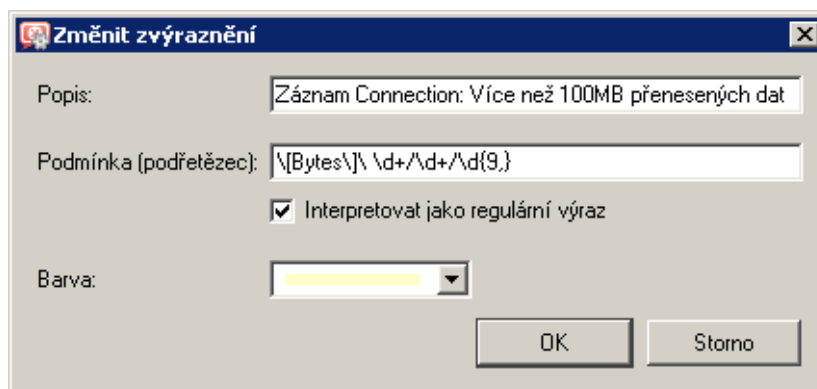 Změnit zvýraznění
Popis: Záznam Connection: Více než 100MB přenesených dat
Podmínka (podřetězec): \[Bytes\]\ \d+/\d+/\d{9,}
Interpretovat jako regulární výraz
Barva:
OK Storno